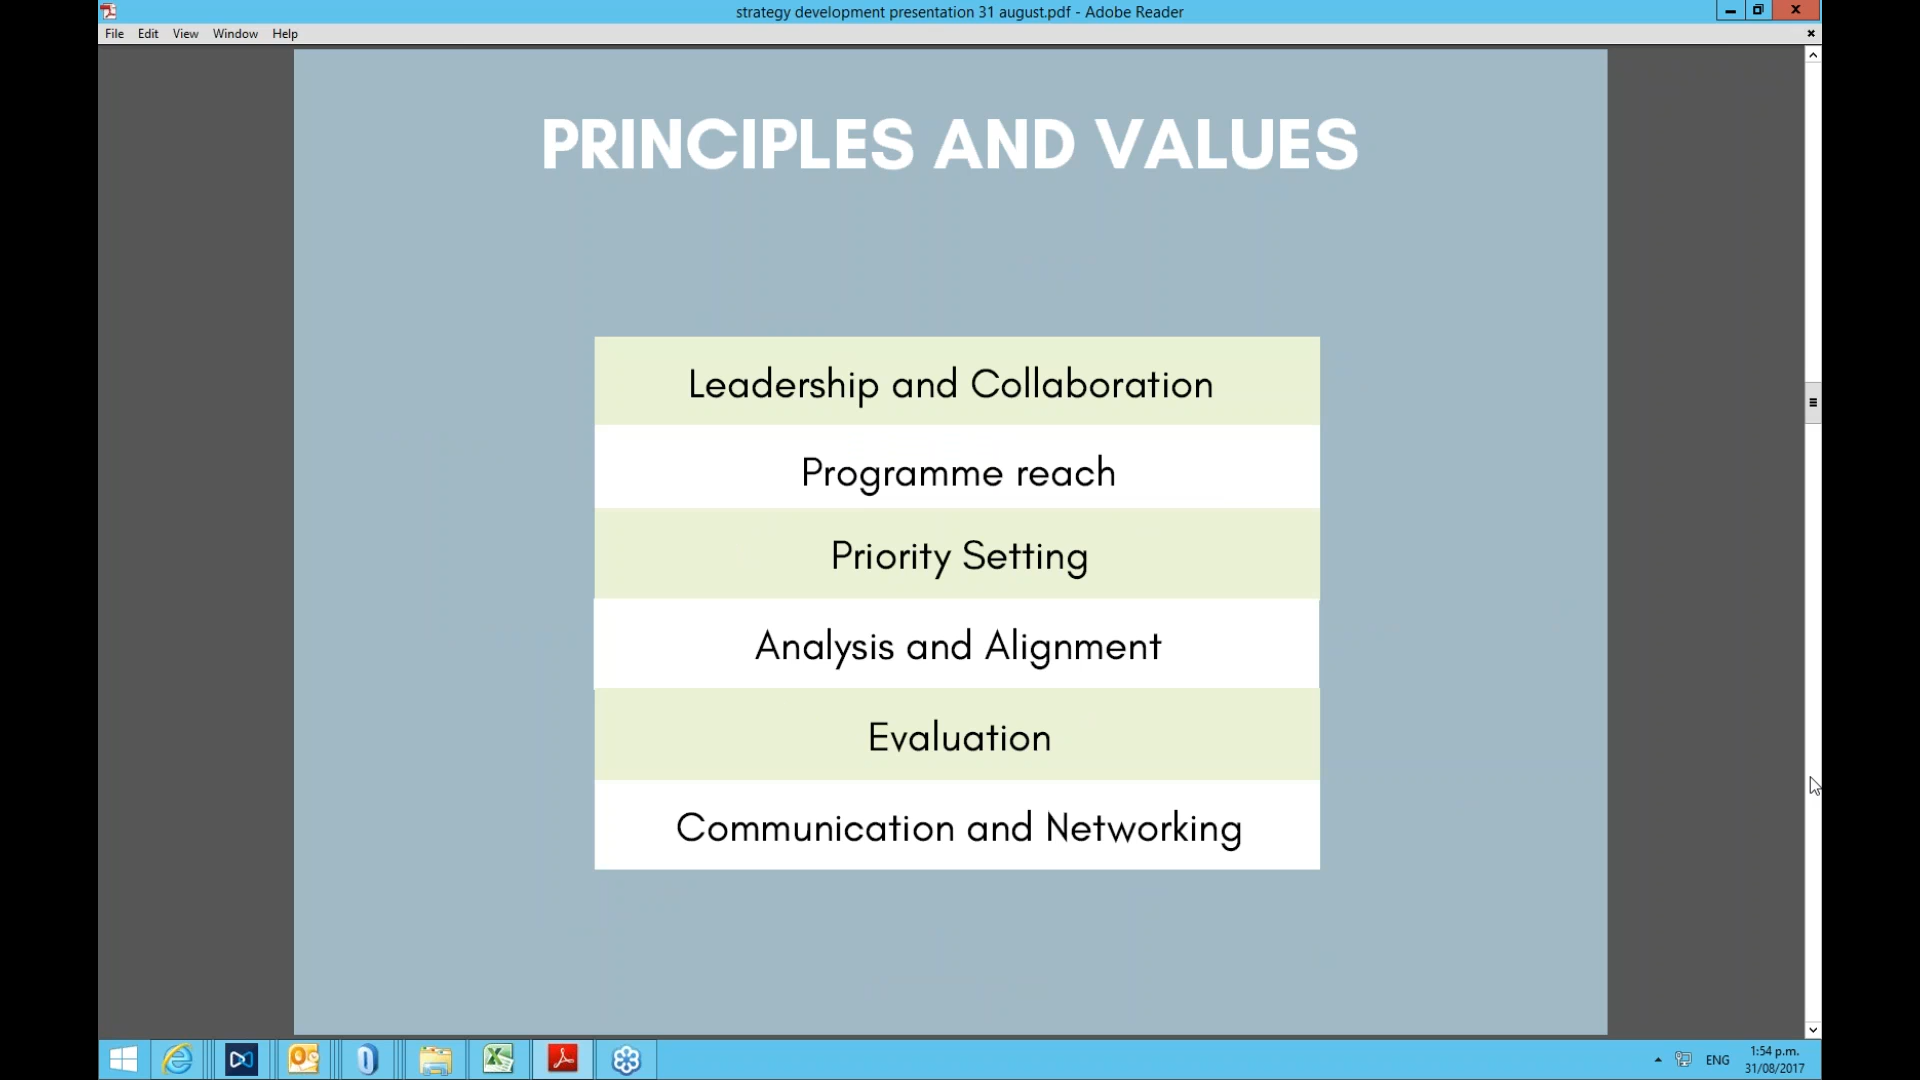 strategy development presentation 31 august.pdf - Adobe Reader
File Edit View Window Help
PRINCIPLES AND VALUES
Leadership and Collaboration
Programme reach
Priority Setting
Analysis and Alignment
Evaluation
Communication and Networking
ENG
1:54 p.m.
31/08/2017